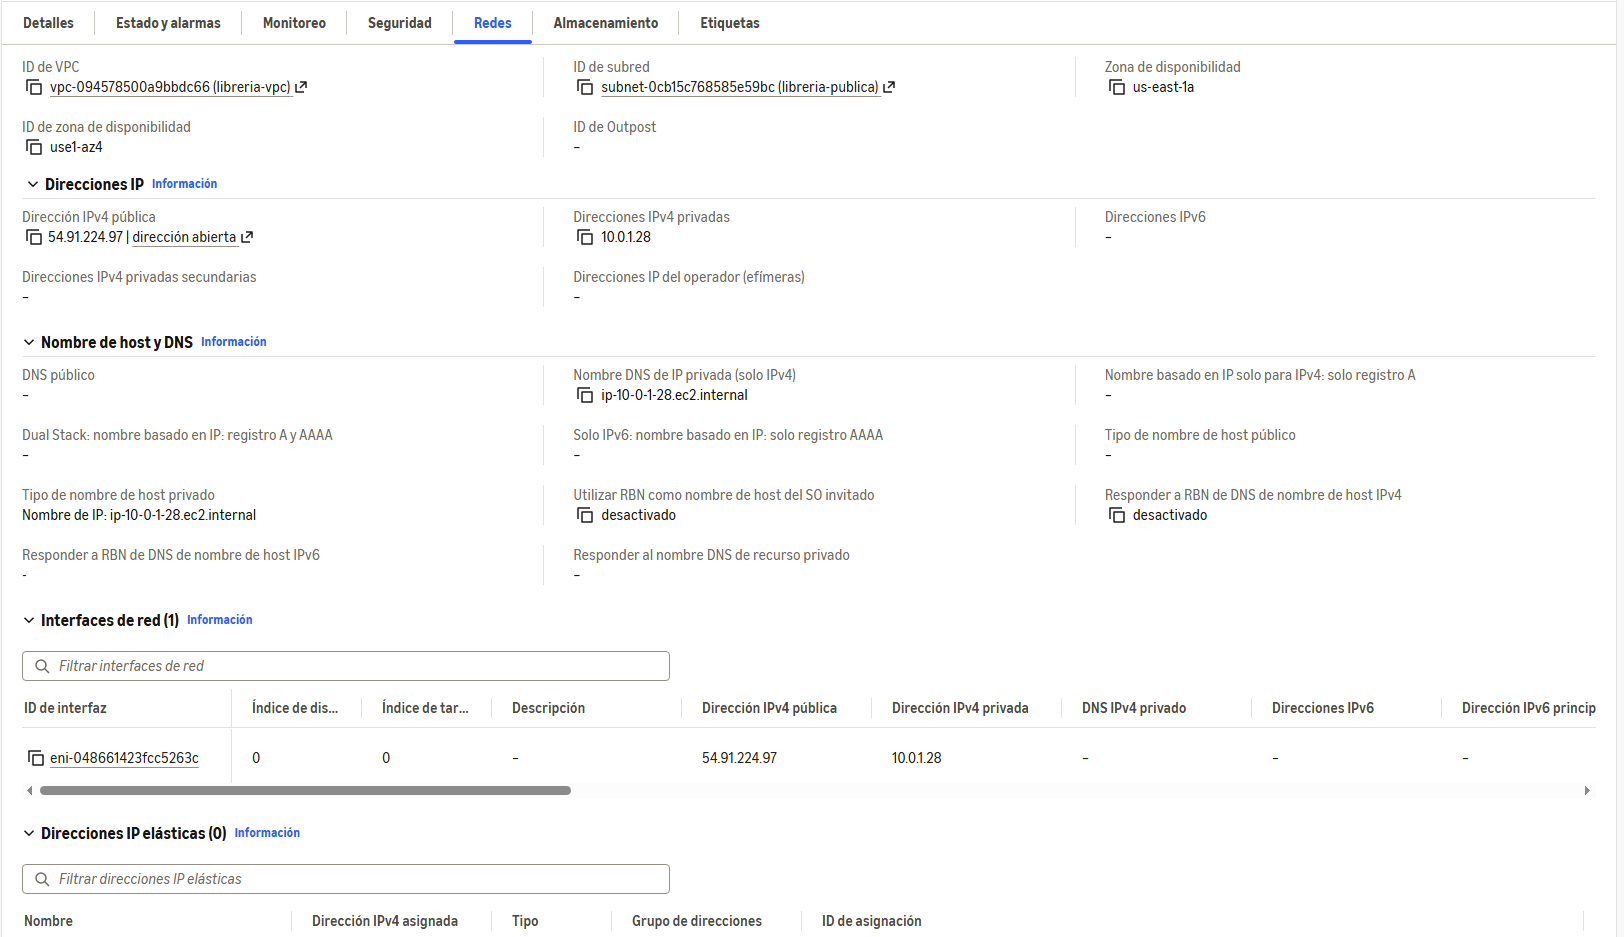 Detalles
Estado y alarmas
Monitoreo
Seguridad
Redes
Almacenamiento
Etiquetas
ID de VPC
vpc-094578500a9bbdc66 (libreria-vpc)
ID de subred
subnet-0cb15c768585e59bc (libreria-publica)
Zona de disponibilidad
us-east-1a
ID de zona de disponibilidad
use1-az4
ID de Outpost
–
Direcciones IP Información
Dirección IPv4 pública
54.91.224.97 | dirección abierta
Direcciones IPv4 privadas
10.0.1.28
Direcciones IPv6
–
Direcciones IPv4 privadas secundarias
–
Direcciones IP del operador (efímeras)
–
Nombre de host y DNS Información
DNS público
–
Nombre DNS de IP privada (solo IPv4)
ip-10-0-1-28.ec2.internal
Nombre basado en IP solo para IPv4: solo registro A
–
Dual Stack: nombre basado en IP: registro A y AAAA
–
Solo IPv6: nombre basado en IP: solo registro AAAA
–
Tipo de nombre de host público
–
Tipo de nombre de host privado
Nombre de IP: ip-10-0-1-28.ec2.internal
Utilizar RBN como nombre de host del SO invitado
desactivado
Responder a RBN de DNS de nombre de host IPv4
desactivado
Responder a RBN de DNS de nombre de host IPv6
-
Responder al nombre DNS de recurso privado
–
Interfaces de red (1) Información
Filtrar interfaces de red
ID de interfaz
Índice de dis...
Índice de tar...
Descripción
Dirección IPv4 pública
Dirección IPv4 privada
DNS IPv4 privado
Direcciones IPv6
Dirección IPv6 princip
eni-048661423fcc5263c
0
0
–
54.91.224.97
10.0.1.28
–
–
–
Direcciones IP elásticas (0) Información
Filtrar direcciones IP elásticas
Nombre
Dirección IPv4 asignada
Tipo
Grupo de direcciones
ID de asignación